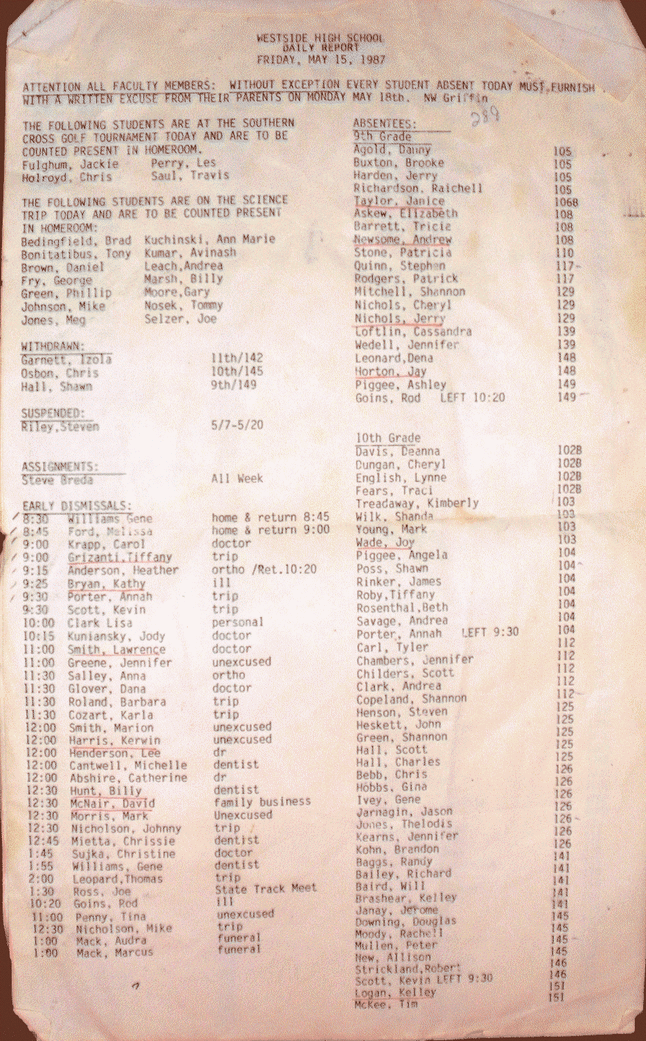 WESTSIDE HIGH SCHOOL
DAILY REPORT
FRIDAY, MAY 15, 1987
ATTENTION ALL FACULTY MEMBERS: WITHOUT EXCEPTION EVERY STUDENT ABSENT TODAY MUST FURNISH
WITH A WRITTEN EXCUSE FROM THEIR PARENTS ON MONDAY MAY 18th. NW Griffin
288
THE FOLLOWING STUDENTS ARE AT THE SOUTHERN
CROSS GOLF TOURNAMENT TODAY AND ARE TO BE
COUNTED PRESENT IN HOMEROOM.
Fulghum, Jackie Perry, Les
Holroyd, Chris Saul, Travis
THE FOLLOWING STUDENTS ARE ON THE SCIENCE
TRIP TODAY AND ARE TO BE COUNTED PRESENT
IN HOMEROOM:
Bedingfield, Brad Kuchinski, Ann Marie
Bonitatibus, Tony Kumar, Avinash
Brown, Daniel Leach,Andrea
Fry, George Marsh, Billy
Green, Phillip Moore,Gary
Johnson, Mike Nosek, Tommy
Jones, Meg Selzer, Joe
WITHDRAWN:
Garnett, Izola 11th/142
Osbon, Chris 10th/145
Hall, Shawn 9th/149
SUSPENDED:
Riley,Steven 5/7-5/20
ASSIGNMENTS:
Steve Breda All Week
EARLY DISMISSALS:
8:30 Williams Gene home & return 8:45
8:45 Ford, Melissa home & return 9:00
9:00 Krapp, Carol doctor
9:00 Grizanti,Tiffany trip
9:15 Anderson, Heather ortho /Ret.10:20
9:25 Bryan, Kathy ill
9:30 Porter, Annah trip
9:30 Scott, Kevin trip
10:00 Clark Lisa personal
10:15 Kuniansky, Jody doctor
11:00 Smith, Lawrence doctor
11:00 Greene, Jennifer unexcused
11:30 Salley, Anna ortho
11:30 Glover, Dana doctor
11:30 Roland, Barbara trip
11:30 Cozart, Karla trip
12:00 Smith, Marion unexcused
12:00 Harris, Kerwin unexcused
12:00 Henderson, Lee dr
12:00 Cantwell, Michelle dentist
12:00 Abshire, Catherine dr
12:30 Hunt, Billy dentist
12:30 McNair, David family business
12:30 Morris, Mark Unexcused
12:30 Nicholson, Johnny trip
12:45 Mietta, Chrissie dentist
1:45 Sujka, Christine doctor
1:55 Williams, Gene dentist
2:00 Leopard,Thomas trip
1:30 Ross, Joe State Track Meet
10:20 Goins, Rod ill
11:00 Penny, Tina unexcused
12:30 Nicholson, Mike trip
1:00 Mack, Audra funeral
1:00 Mack, Marcus funeral
ABSENTEES:
9th Grade
Agold, Danny 105
Buxton, Brooke 105
Harden, Jerry 105
Richardson, Raichell 105
Taylor, Janice 106B
Askew, Elizabeth 108
Barrett, Tricia 108
Newsome, Andrew 108
Stone, Patricia 110
Quinn, Stephan 117
Rodgers, Patrick 117
Mitchell, Shannon 129
Nichols, Cheryl 129
Nichols, Jerry 129
Loftlin, Cassandra 139
Wedell, Jennifer 139
Leonard,Dena 148
Horton, Jay 148
Piggee, Ashley 149
Goins, Rod LEFT 10:20 149
10th Grade
Davis, Deanna 102B
Dungan, Cheryl 102B
English, Lynne 102B
Fears, Traci 102B
Treadaway, Kimberly 103
Wilk, Shanda 103
Young, Mark 103
Wade, Joy 103
Piggee, Angela 104
Poss, Shawn 104
Rinker, James 104
Roby,Tiffany 104
Rosenthal,Beth 104
Savage, Andrea 104
Porter, Annah LEFT 9:30 104
Carl, Tyler 112
Chambers, Jennifer 112
Childers, Scott 112
Clark, Andrea 112
Copeland, Shannon 112
Henson, Steven 125
Heskett, John 125
Green, Shannon 125
Hall, Scott 125
Hall, Charles 125
Bebb, Chris 126
Hobbs, Gina 126
Ivey, Gene 126
Jarnagin, Jason 126
Jones, Thelodis 126
Kearns, Jennifer 126
Kohn, Brandon 126
Baggs, Randy 141
Bailey, Richard 141
Baird, Will 141
Brashear, Kelley 141
Janay, Jerome 141
Downing, Douglas 145
Moody, Rachell 145
Mullen, Peter 145
New, Allison 145
Strickland,Robert 146
Scott, Kevin LEFT 9:30 146
Logan, Kelley 151
McKee, Tim 151